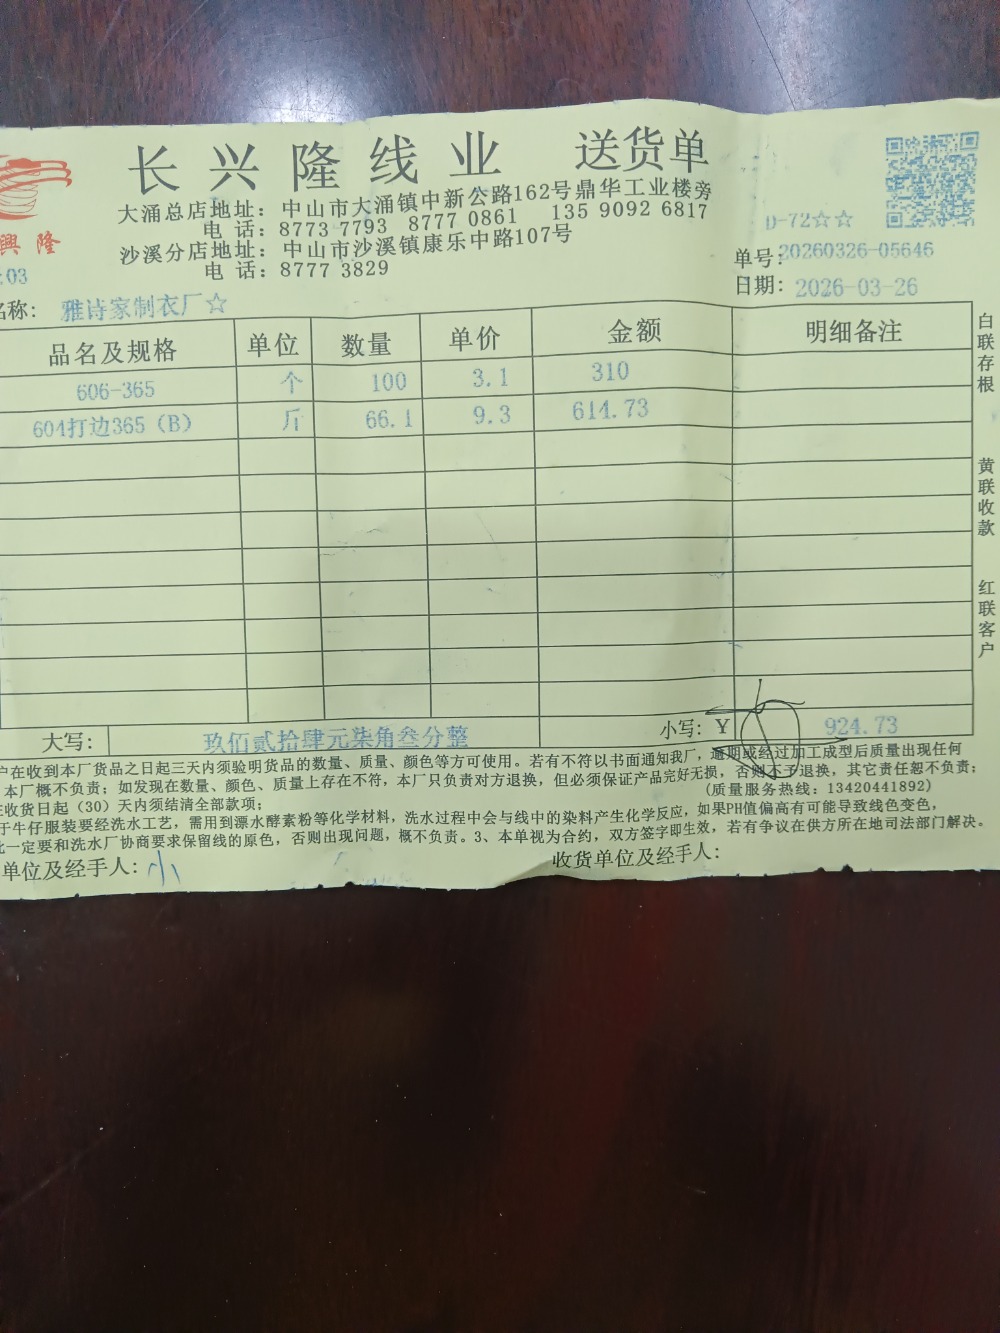 长兴隆线业 送货单
大涌总店地址：中山市大涌镇中新公路162号鼎华工业楼旁
电 话：8773 7793 8777 0861 135 9092 6817
沙溪分店地址：中山市沙溪镇康乐中路107号
电 话：8777 3829
興隆
:03
D-72☆☆
单号：20260326-05646
日期：2026-03-26
名称：雅诗家制衣厂☆
品名及规格 单位 数量 单价 金额 明细备注
606-365 个 100 3.1 310
604打边365（B） 斤 66.1 9.3 614.73
大写：玖佰贰拾肆元柒角叁分整 小写：Y 924.73
户在收到本厂货品之日起三天内须验明货品的数量、质量、颜色等方可使用。若有不符以书面通知我厂，逾期或经过加工成型后质量出现任何
本厂概不负责；如发现在数量、颜色、质量上存在不符，本厂只负责对方退换，但必须保证产品完好无损，否则不予退换，其它责任恕不负责；
在收货日起（30）天内须结清全部款项； (质量服务热线：13420441892)
于牛仔服装要经洗水工艺，需用到漂水酵素粉等化学材料，洗水过程中会与线中的染料产生化学反应，如果PH值偏高有可能导致线色变色，
此一定要和洗水厂协商要求保留线的原色，否则出现问题，概不负责。3、本单视为合约，双方签字即生效，若有争议在供方所在地司法部门解决。
单位及经手人：小 收货单位及经手人：
白联存根
黄联收款
红联客户